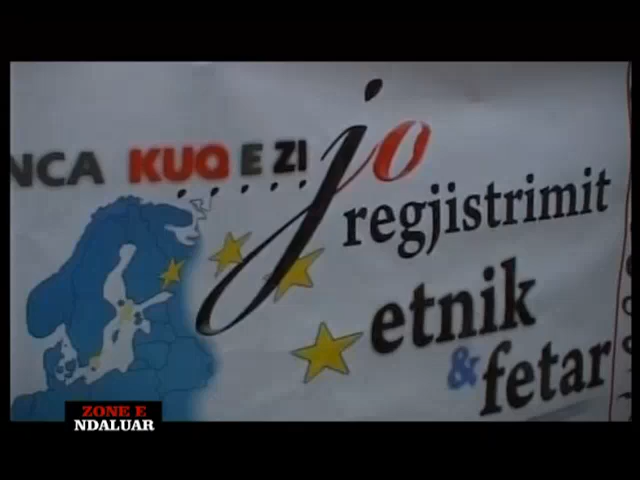 NCA KUQ E ZI
jo
regjistrimit
etnik
& fetar
ZONE E
NDALUAR